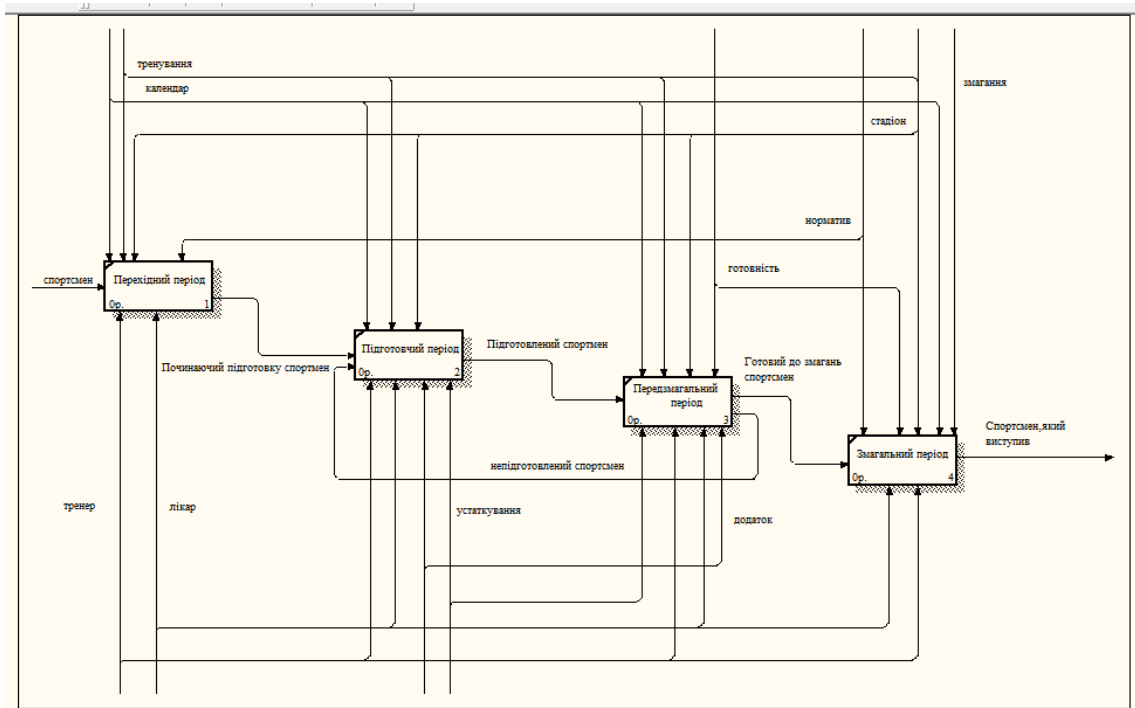 тренування
календар
змагання
стадіон
норматив
готовність
спортсмен
Перехідний період
0р. 1
Починаючий підготовку спортмен
Підготовчий період
0р. 2
Підготовлений спортмен
Передзмагальний
період
0р. 3
Готовий до змагань
спортсмен
Змагальний період
0р. 4
Спортсмен,який
виступив
непідготовлений спортсмен
тренер
лікар
устаткування
додаток